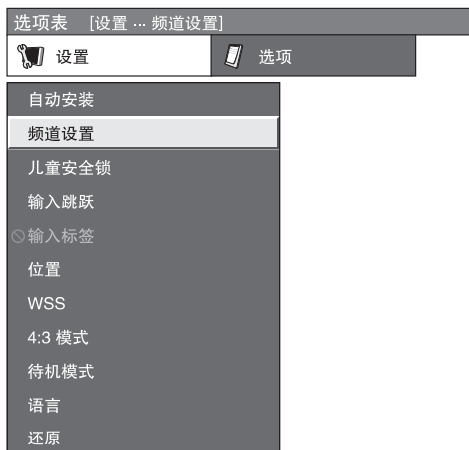 选项表 [设置 ... 频道设置]
设置 选项
自动安装
频道设置
儿童安全锁
输入跳跃
输入标签
位置
WSS
4:3 模式
待机模式
语言
还原